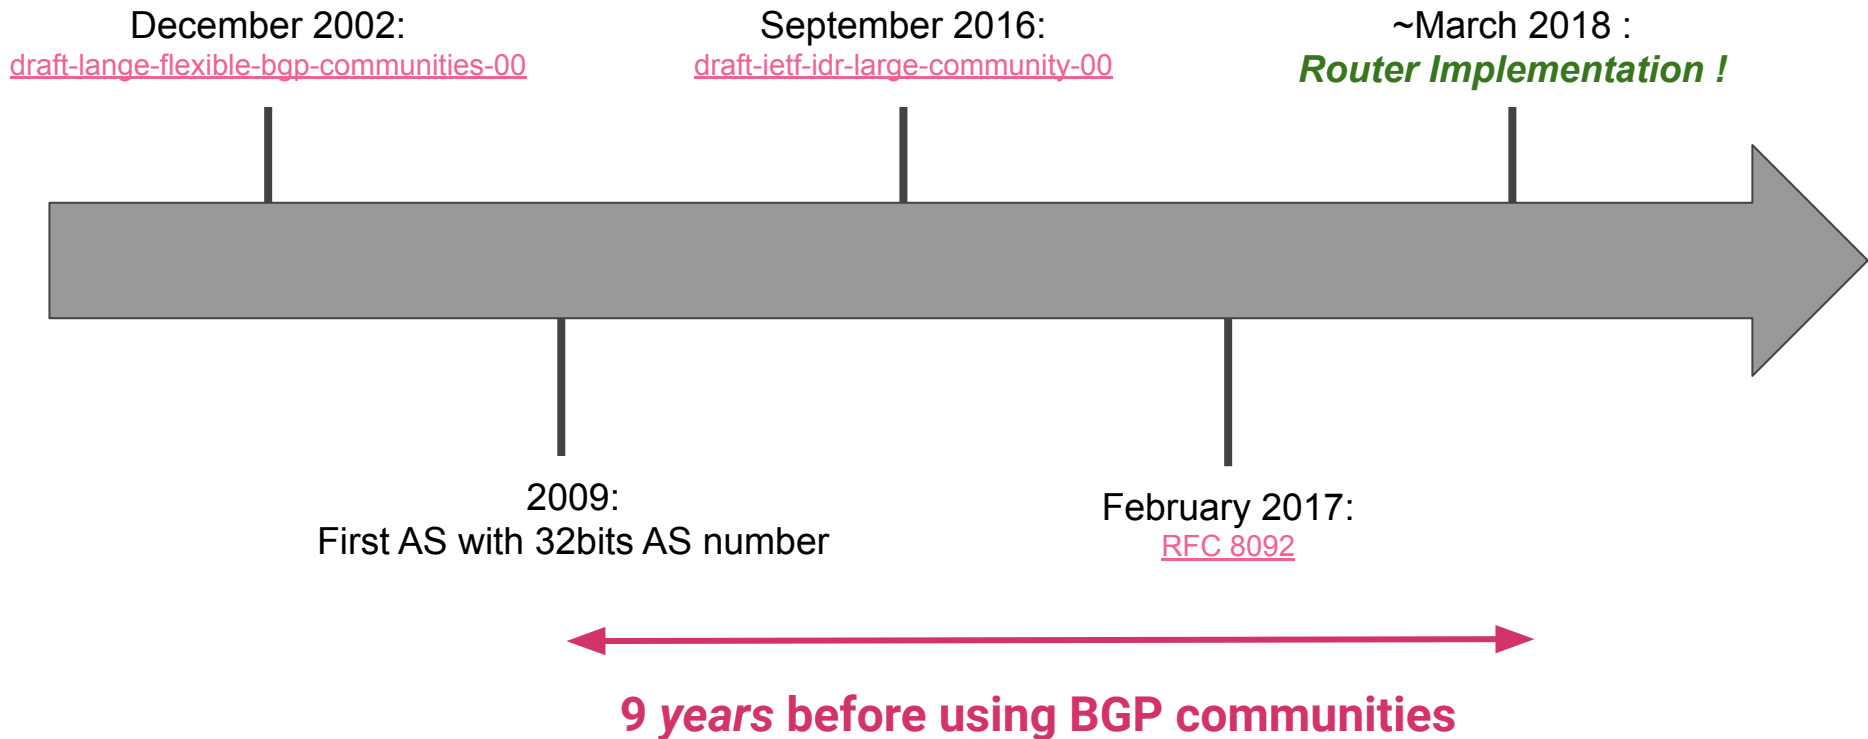 December 2002:
draft-lange-flexible-bgp-communities-00
September 2016:
draft-ietf-idr-large-community-00
~March 2018 :
Router Implementation !
2009:
First AS with 32bits AS number
February 2017:
RFC 8092
9 years before using BGP communities